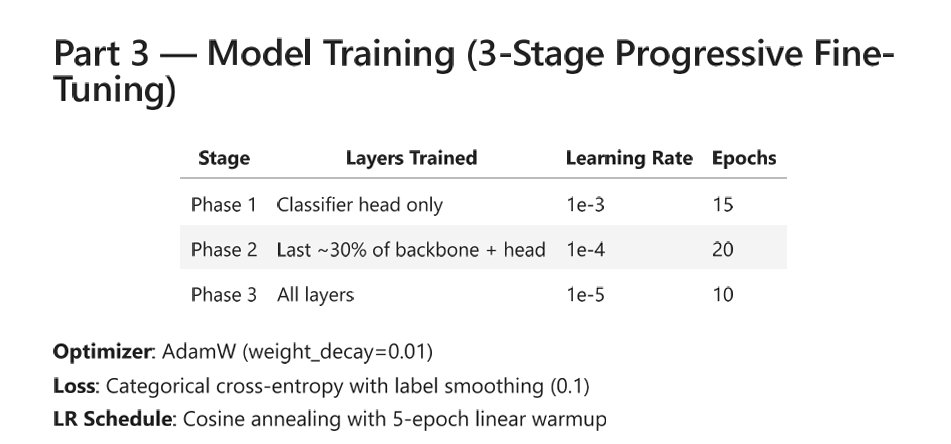 Part 3 — Model Training (3-Stage Progressive Fine-
Tuning)
Stage Layers Trained Learning Rate Epochs
Phase 1 Classifier head only 1e-3 15
Phase 2 Last ~30% of backbone + head 1e-4 20
Phase 3 All layers 1e-5 10
Optimizer: AdamW (weight_decay=0.01)
Loss: Categorical cross-entropy with label smoothing (0.1)
LR Schedule: Cosine annealing with 5-epoch linear warmup